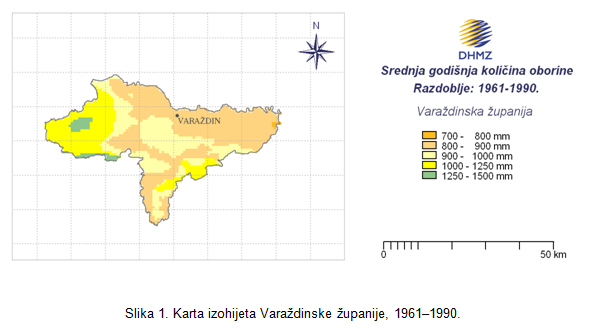 N
VARAŽDIN
DHMZ
Srednja godišnja količina oborine
Razdoblje: 1961-1990.
Varaždinska županija
700 - 800 mm
800 - 900 mm
900 - 1000 mm
1000 - 1250 mm
1250 - 1500 mm
0 50 km
Slika 1. Karta izohijeta Varaždinske županije, 1961–1990.